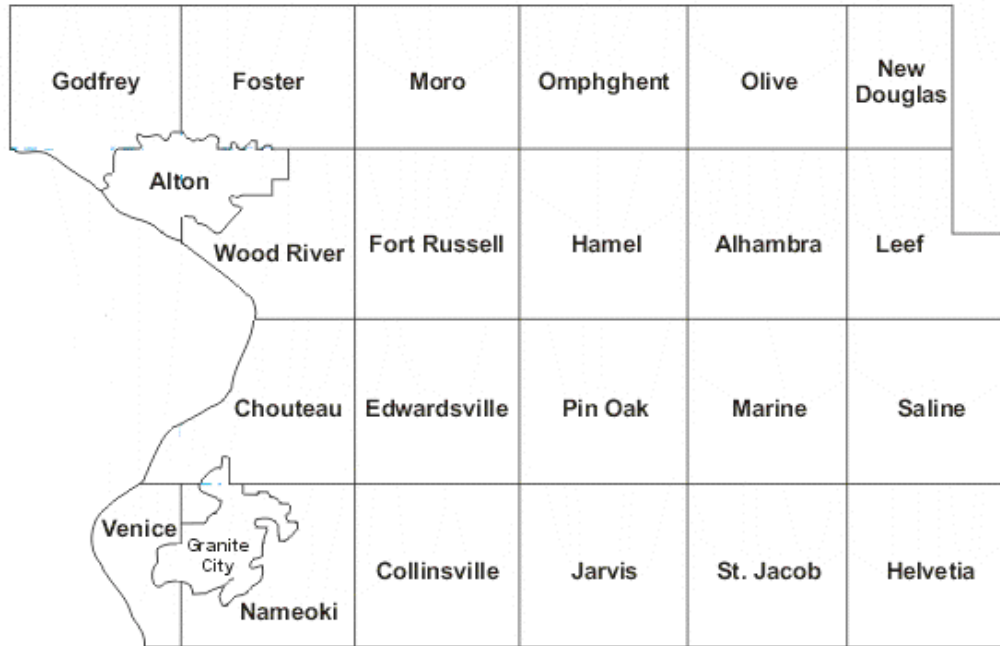 Godfrey
Foster
Moro
Omphghent
Olive
New
Douglas
Alton
Wood River
Fort Russell
Hamel
Alhambra
Leef
Chouteau
Edwardsville
Pin Oak
Marine
Saline
Venice
Granite
City
Nameoki
Collinsville
Jarvis
St. Jacob
Helvetia